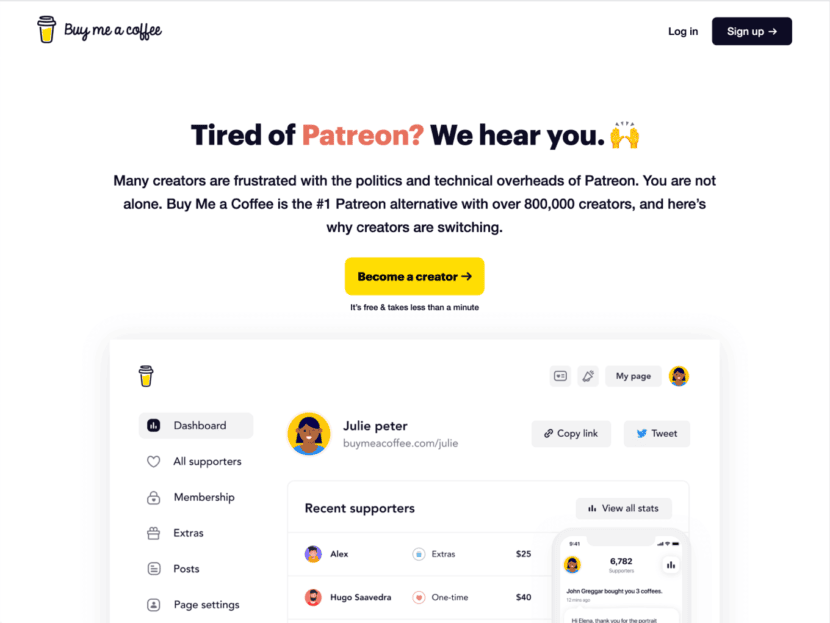 Buy me a coffee
Log in
Sign up →
Tired of Patreon? We hear you. 🙌
Many creators are frustrated with the politics and technical overheads of Patreon. You are not
alone. Buy Me a Coffee is the #1 Patreon alternative with over 800,000 creators, and here's
why creators are switching.
Become a creator →
It's free & takes less than a minute
My page
Dashboard
All supporters
Membership
Extras
Posts
Page settings
Julie peter
buymeacoffee.com/julie
Copy link
Tweet
Recent supporters
View all stats
Alex
Extras
$25
Hugo Saavedra
One-time
$40
9:41
6,782
Supporters
John Greggar bought you 3 coffees.
12 mins ago
Hi Elena, thank you for the portrait